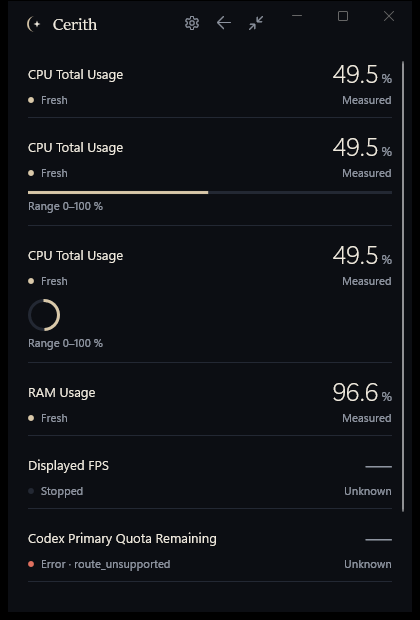 Cerith
CPU Total Usage 49.5 %
Fresh Measured
CPU Total Usage 49.5 %
Fresh Measured
Range 0–100 %
CPU Total Usage 49.5 %
Fresh Measured
Range 0–100 %
RAM Usage 96.6 %
Fresh Measured
Displayed FPS —
Stopped Unknown
Codex Primary Quota Remaining —
Error · route_unsupported Unknown